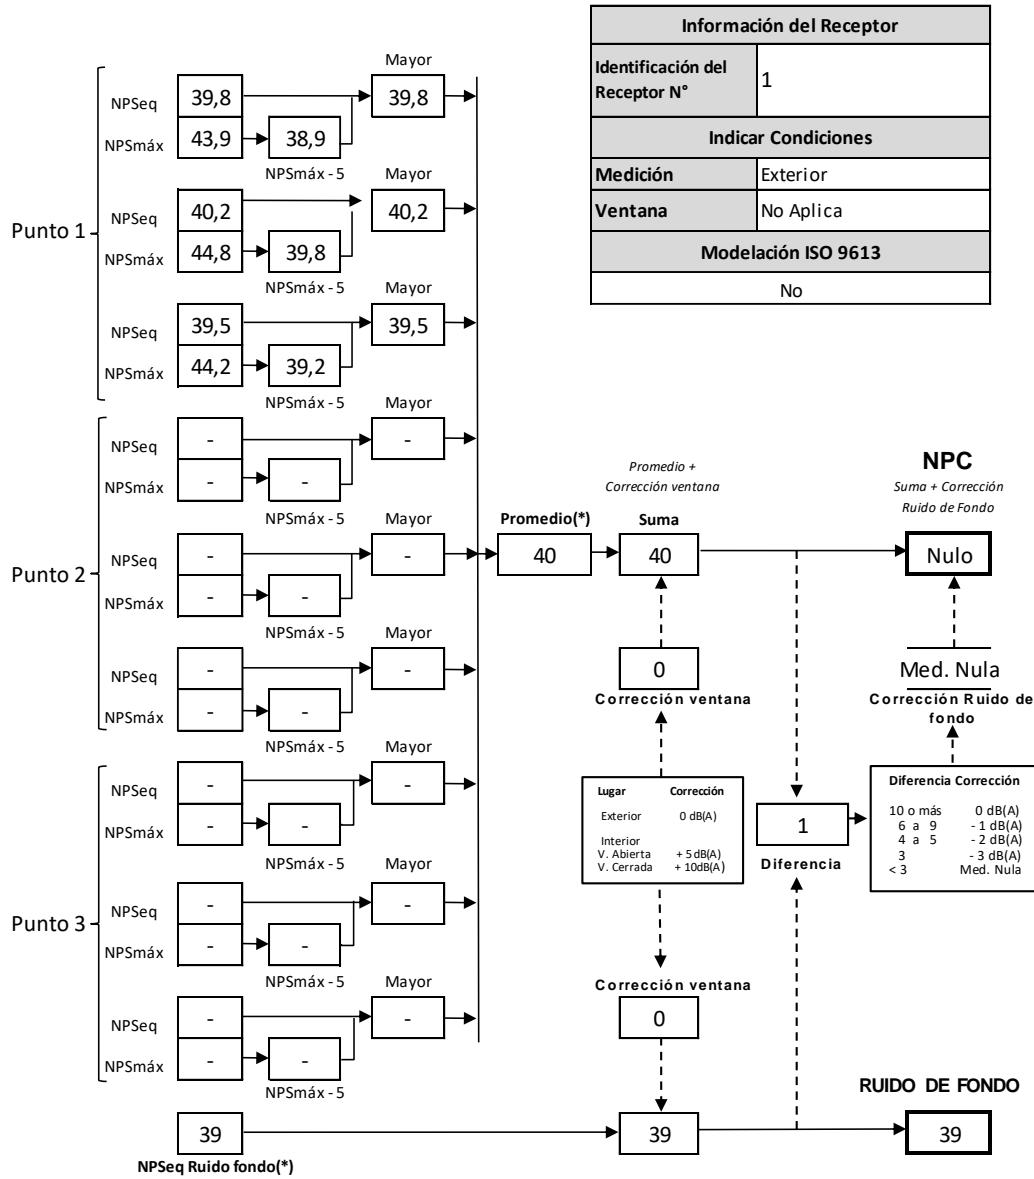 Información del Receptor
Identificación del Receptor N°
1
Indicar Condiciones
Medición
Exterior
Ventana
No Aplica
Modelación ISO 9613
No
Punto 1
Mayor
NPSeq
39,8
39,8
NPSmáx
43,9
38,9
NPSmáx - 5
Mayor
NPSeq
40,2
40,2
NPSmáx
44,8
39,8
NPSmáx - 5
Mayor
NPSeq
39,5
39,5
NPSmáx
44,2
39,2
NPSmáx - 5
Punto 2
Mayor
NPSeq
-
-
NPSmáx
-
-
NPSmáx - 5
Mayor
NPSeq
-
-
NPSmáx
-
-
NPSmáx - 5
Mayor
NPSeq
-
-
NPSmáx
-
-
NPSmáx - 5
Punto 3
Mayor
NPSeq
-
-
NPSmáx
-
-
NPSmáx - 5
Mayor
NPSeq
-
-
NPSmáx
-
-
NPSmáx - 5
Mayor
NPSeq
-
-
NPSmáx
-
-
NPSmáx - 5
39
NPSeq Ruido fondo(*)
Promedio(*)
40
Promedio +
Corrección ventana
Suma
40
0
Corrección ventana
Lugar Corrección
Exterior 0 dB(A)
Interior
V. Abierta + 5 dB(A)
V. Cerrada + 10dB(A)
Corrección ventana
0
39
1
Diferencia
NPC
Suma + Corrección
Ruido de Fondo
Nulo
Med. Nula
Corrección Ruido de
fondo
Diferencia Corrección
10 o más 0 dB(A)
6 a 9 - 1 dB(A)
4 a 5 - 2 dB(A)
3 - 3 dB(A)
< 3 Med. Nula
RUIDO DE FONDO
39